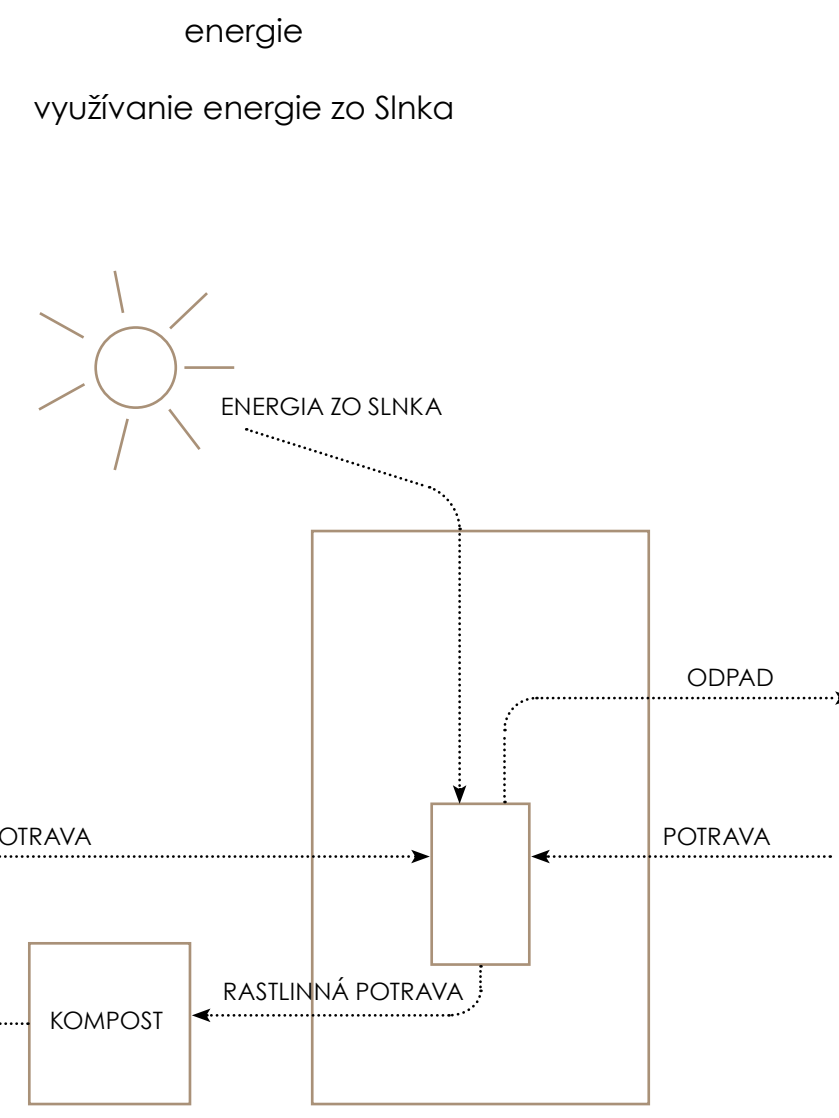 energie
využívanie energie zo Slnka
ENERGIA ZO SLNKA
ODPAD
OTRAVA
POTRAVA
RASTLINNÁ POTRAVA
KOMPOST